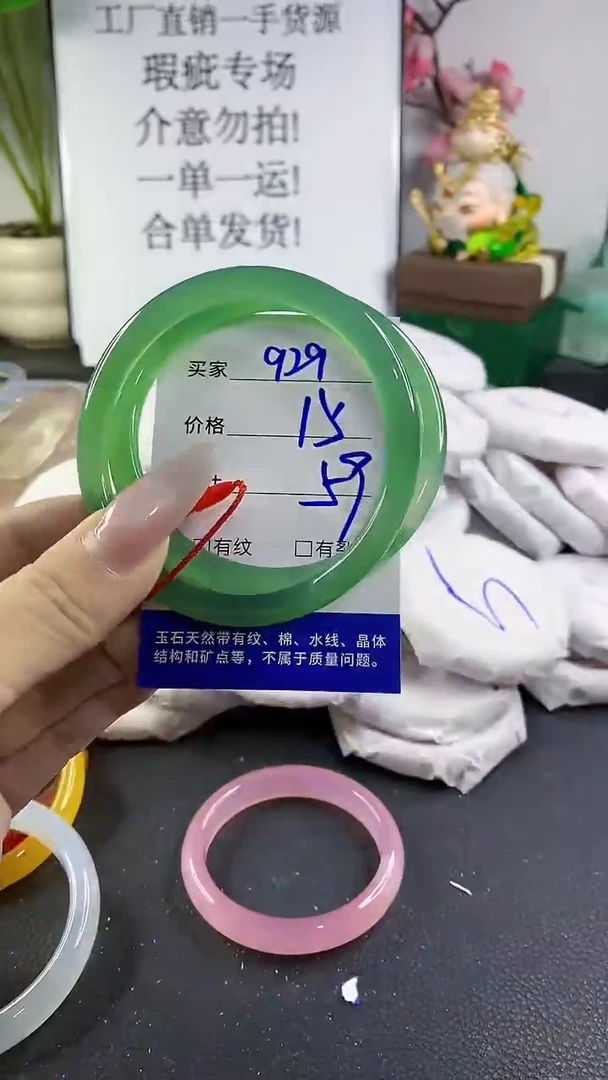 工厂直销一手货源
瑕疵专场
介意勿拍!
一单一运!
合单发货!
买家 929
价格 15
59
有纹 □有
玉石天然带有纹、棉、水线、晶体
结构和矿点等，不属于质量问题。
5